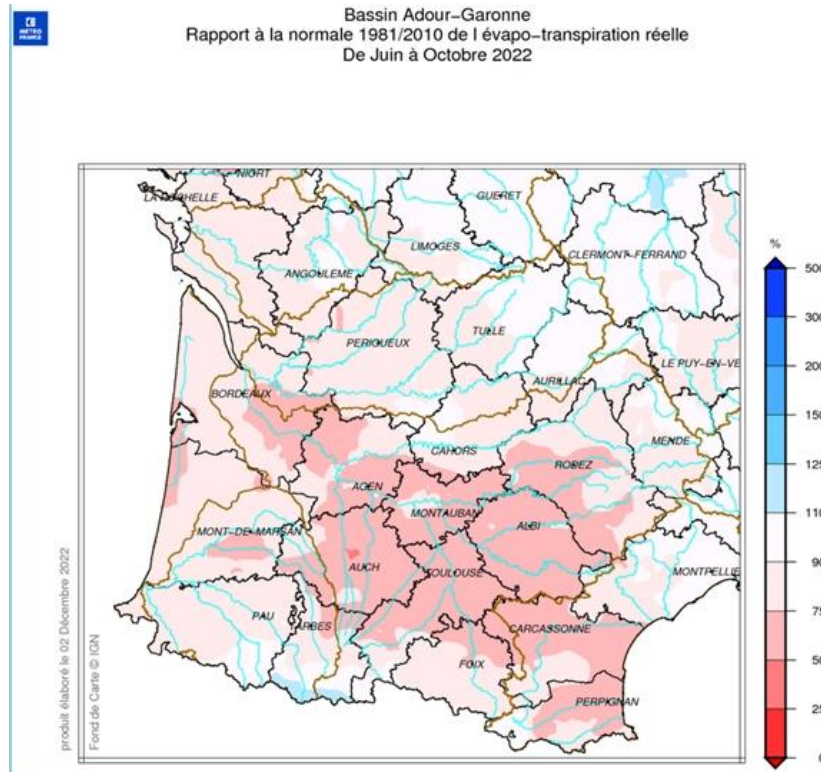 METEO
FRANCE
Bassin Adour-Garonne
Rapport à la normale 1981/2010 de l évapo-transpiration réelle
De Juin à Octobre 2022
NIORT
GUERET
LIMOGES
CLERMONT-FERRAND
ANGOULEME
PERIGUEUX
TULLE
LE PUY-EN-VE
AURILLAC
BORDEAUX
CAHORS
MENDE
RODEZ
AGEN
MONTAUBAN
ALBI
MONT-DE-MARSAN
AUCH
TOULOUSE
MONTPELLIE
PAU
TARBES
CARCASSONNE
FOIX
PERPIGNAN
%
500
300
200
150
125
110
90
75
50
25
0
produit élaboré le 02 Décembre 2022
Fond de Carte © IGN